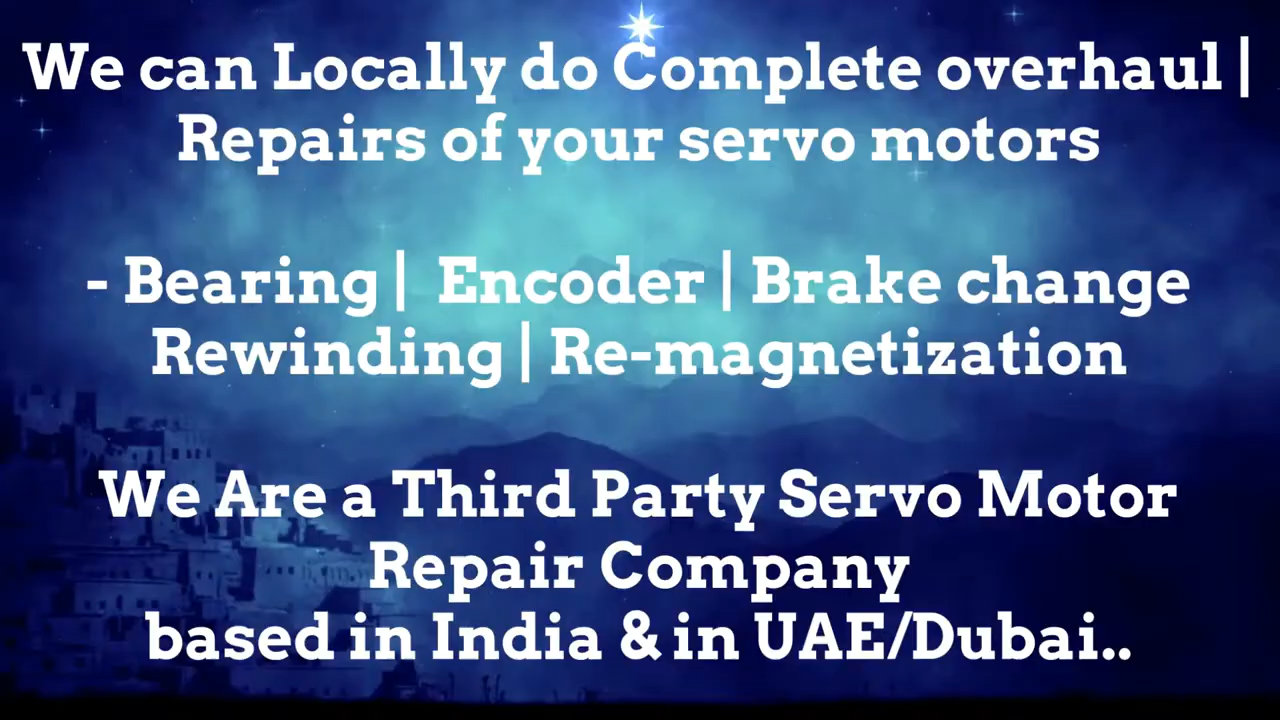 We can Locally do Complete overhaul |
Repairs of your servo motors
- Bearing | Encoder | Brake change
Rewinding | Re-magnetization
We Are a Third Party Servo Motor
Repair Company
based in India & in UAE/Dubai..